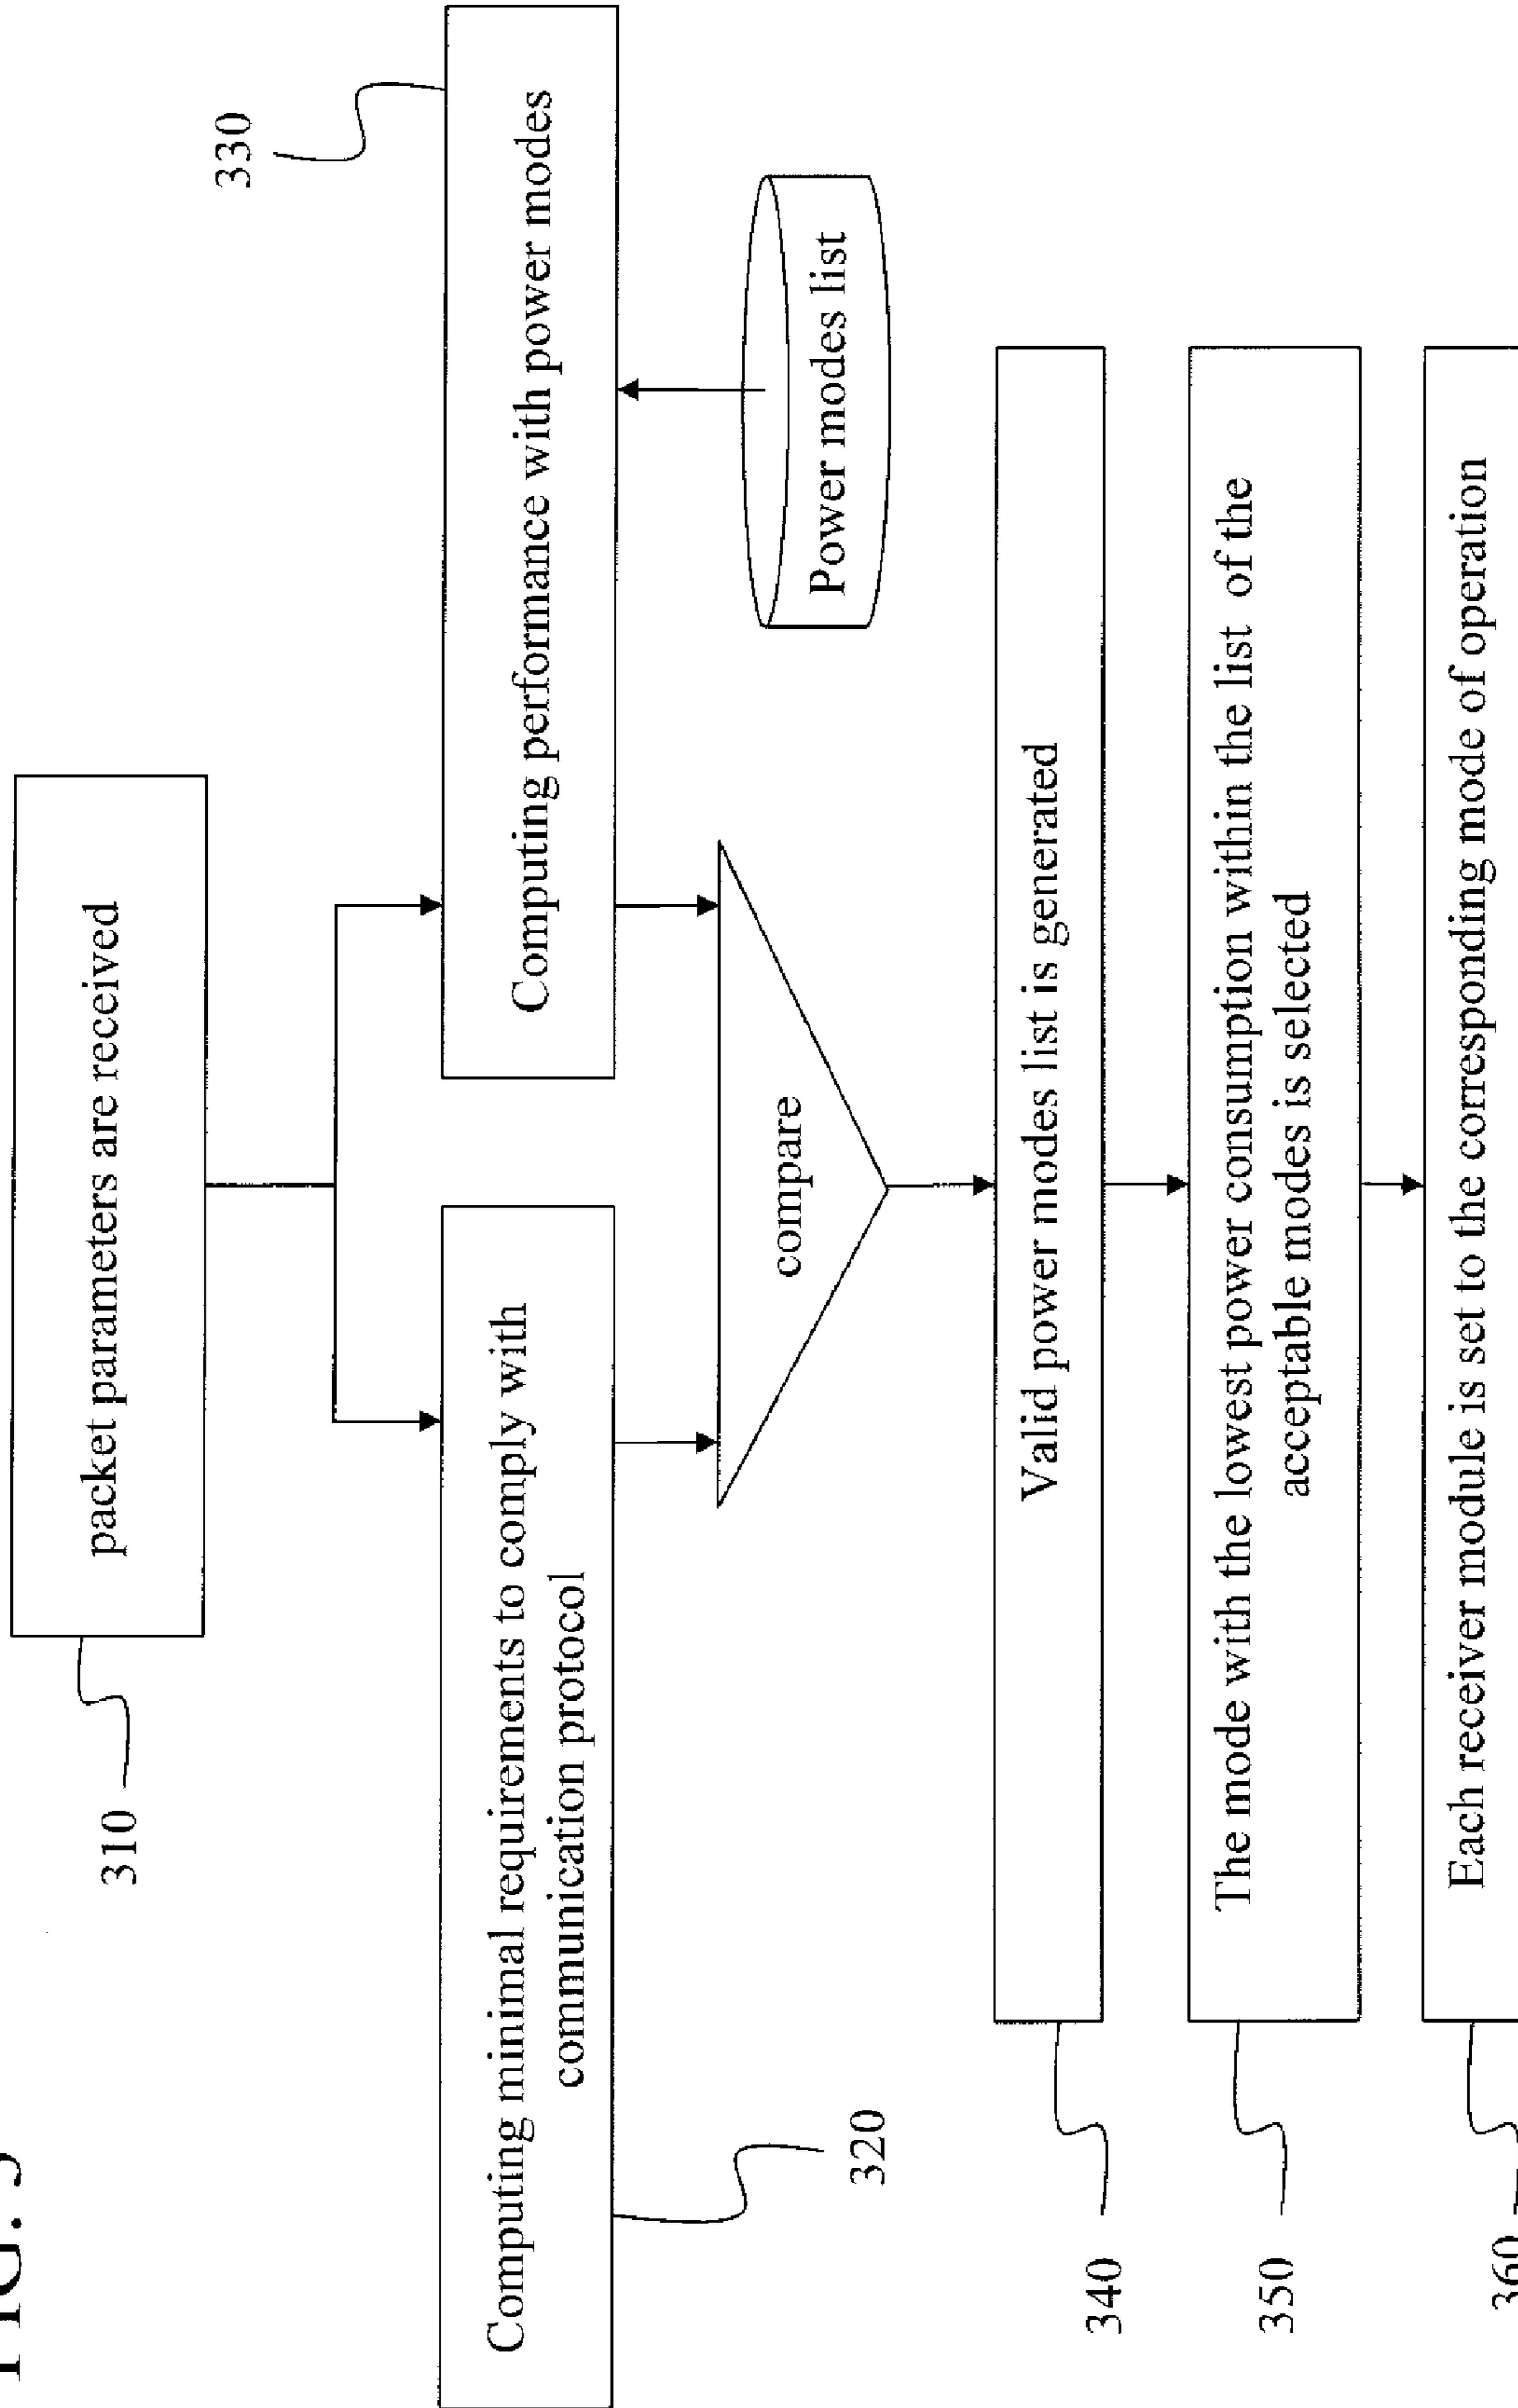 packet parameters are received
310
330
Computing minimal requirements to comply with
communication protocol
Computing performance with power modes
320
compare
Power modes list
Valid power modes list is generated
340
The mode with the lowest power consumption within the list of the
acceptable modes is selected
350
Each receiver module is set to the corresponding mode of operation
360